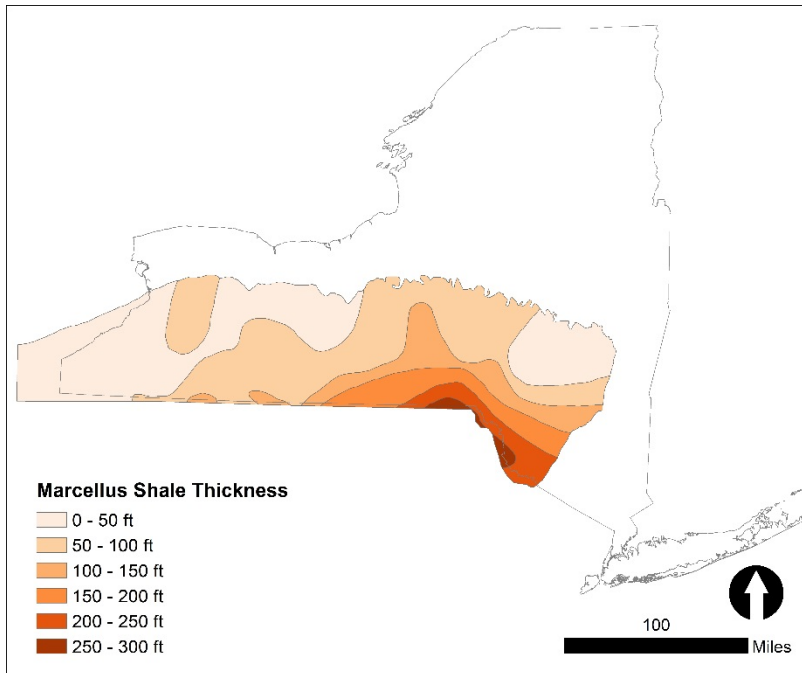 Marcellus Shale Thickness
0 - 50 ft
50 - 100 ft
100 - 150 ft
150 - 200 ft
200 - 250 ft
250 - 300 ft
100
Miles